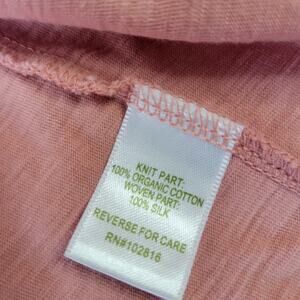 KNIT PART:
100% ORGANIC COTTON
WOVEN PART:
100% SILK
REVERSE FOR CARE
RN#102816